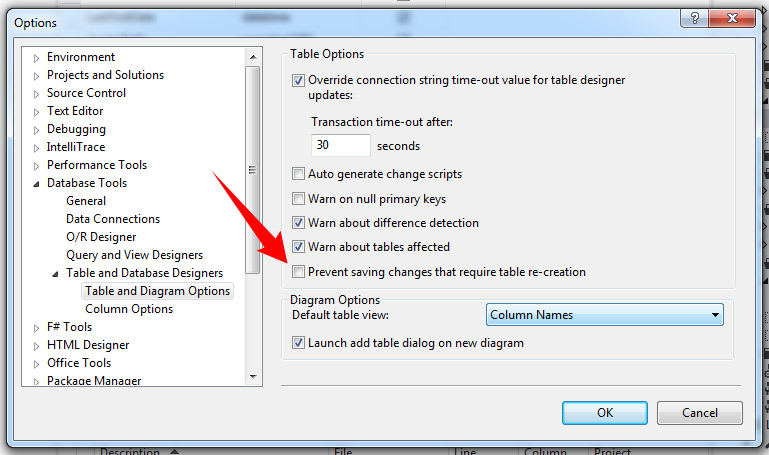 LastVisitDate datetime
Options
?
Environment
Projects and Solutions
Source Control
Text Editor
Debugging
IntelliTrace
Performance Tools
Database Tools
General
Data Connections
O/R Designer
Query and View Designers
Table and Database Designers
Table and Diagram Options
Column Options
F# Tools
HTML Designer
Office Tools
Package Manager
Table Options
Override connection string time-out value for table designer
updates:
Transaction time-out after:
30 seconds
Auto generate change scripts
Warn on null primary keys
Warn about difference detection
Warn about tables affected
Prevent saving changes that require table re-creation
Diagram Options
Default table view: Column Names
Launch add table dialog on new diagram
OK Cancel
Description File Line Column Project